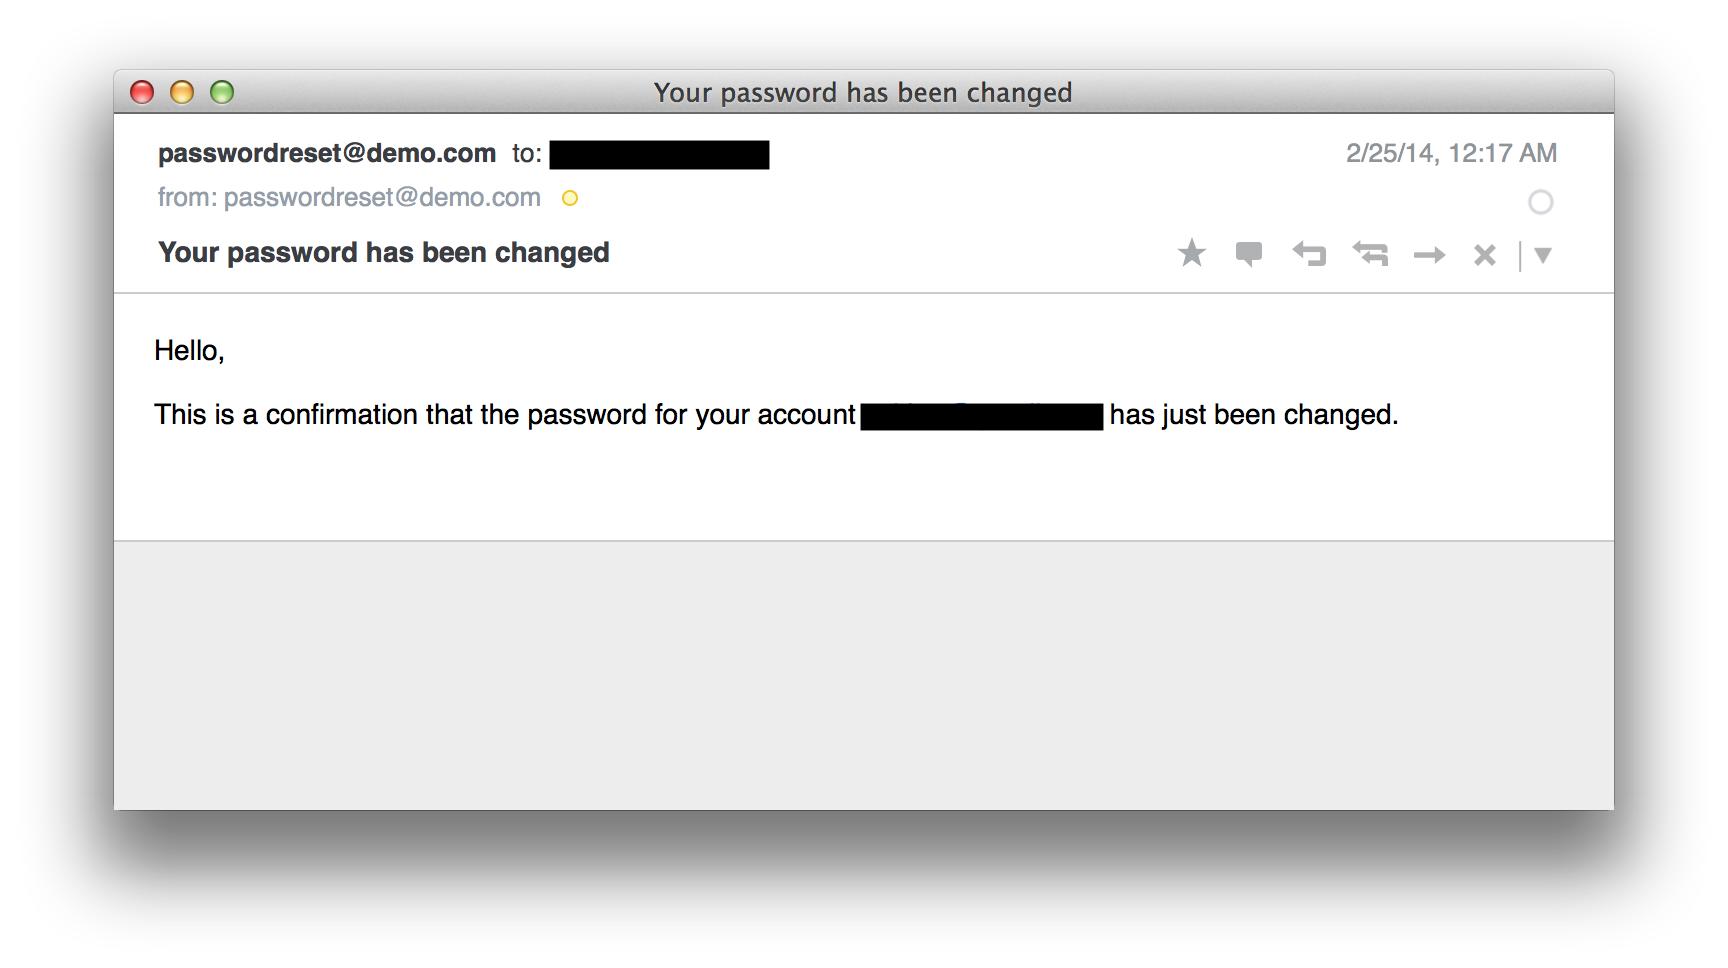 Your password has been changed
passwordreset@demo.com to: 2/25/14, 12:17 AM
from: passwordreset@demo.com
Your password has been changed
Hello,
This is a confirmation that the password for your account has just been changed.